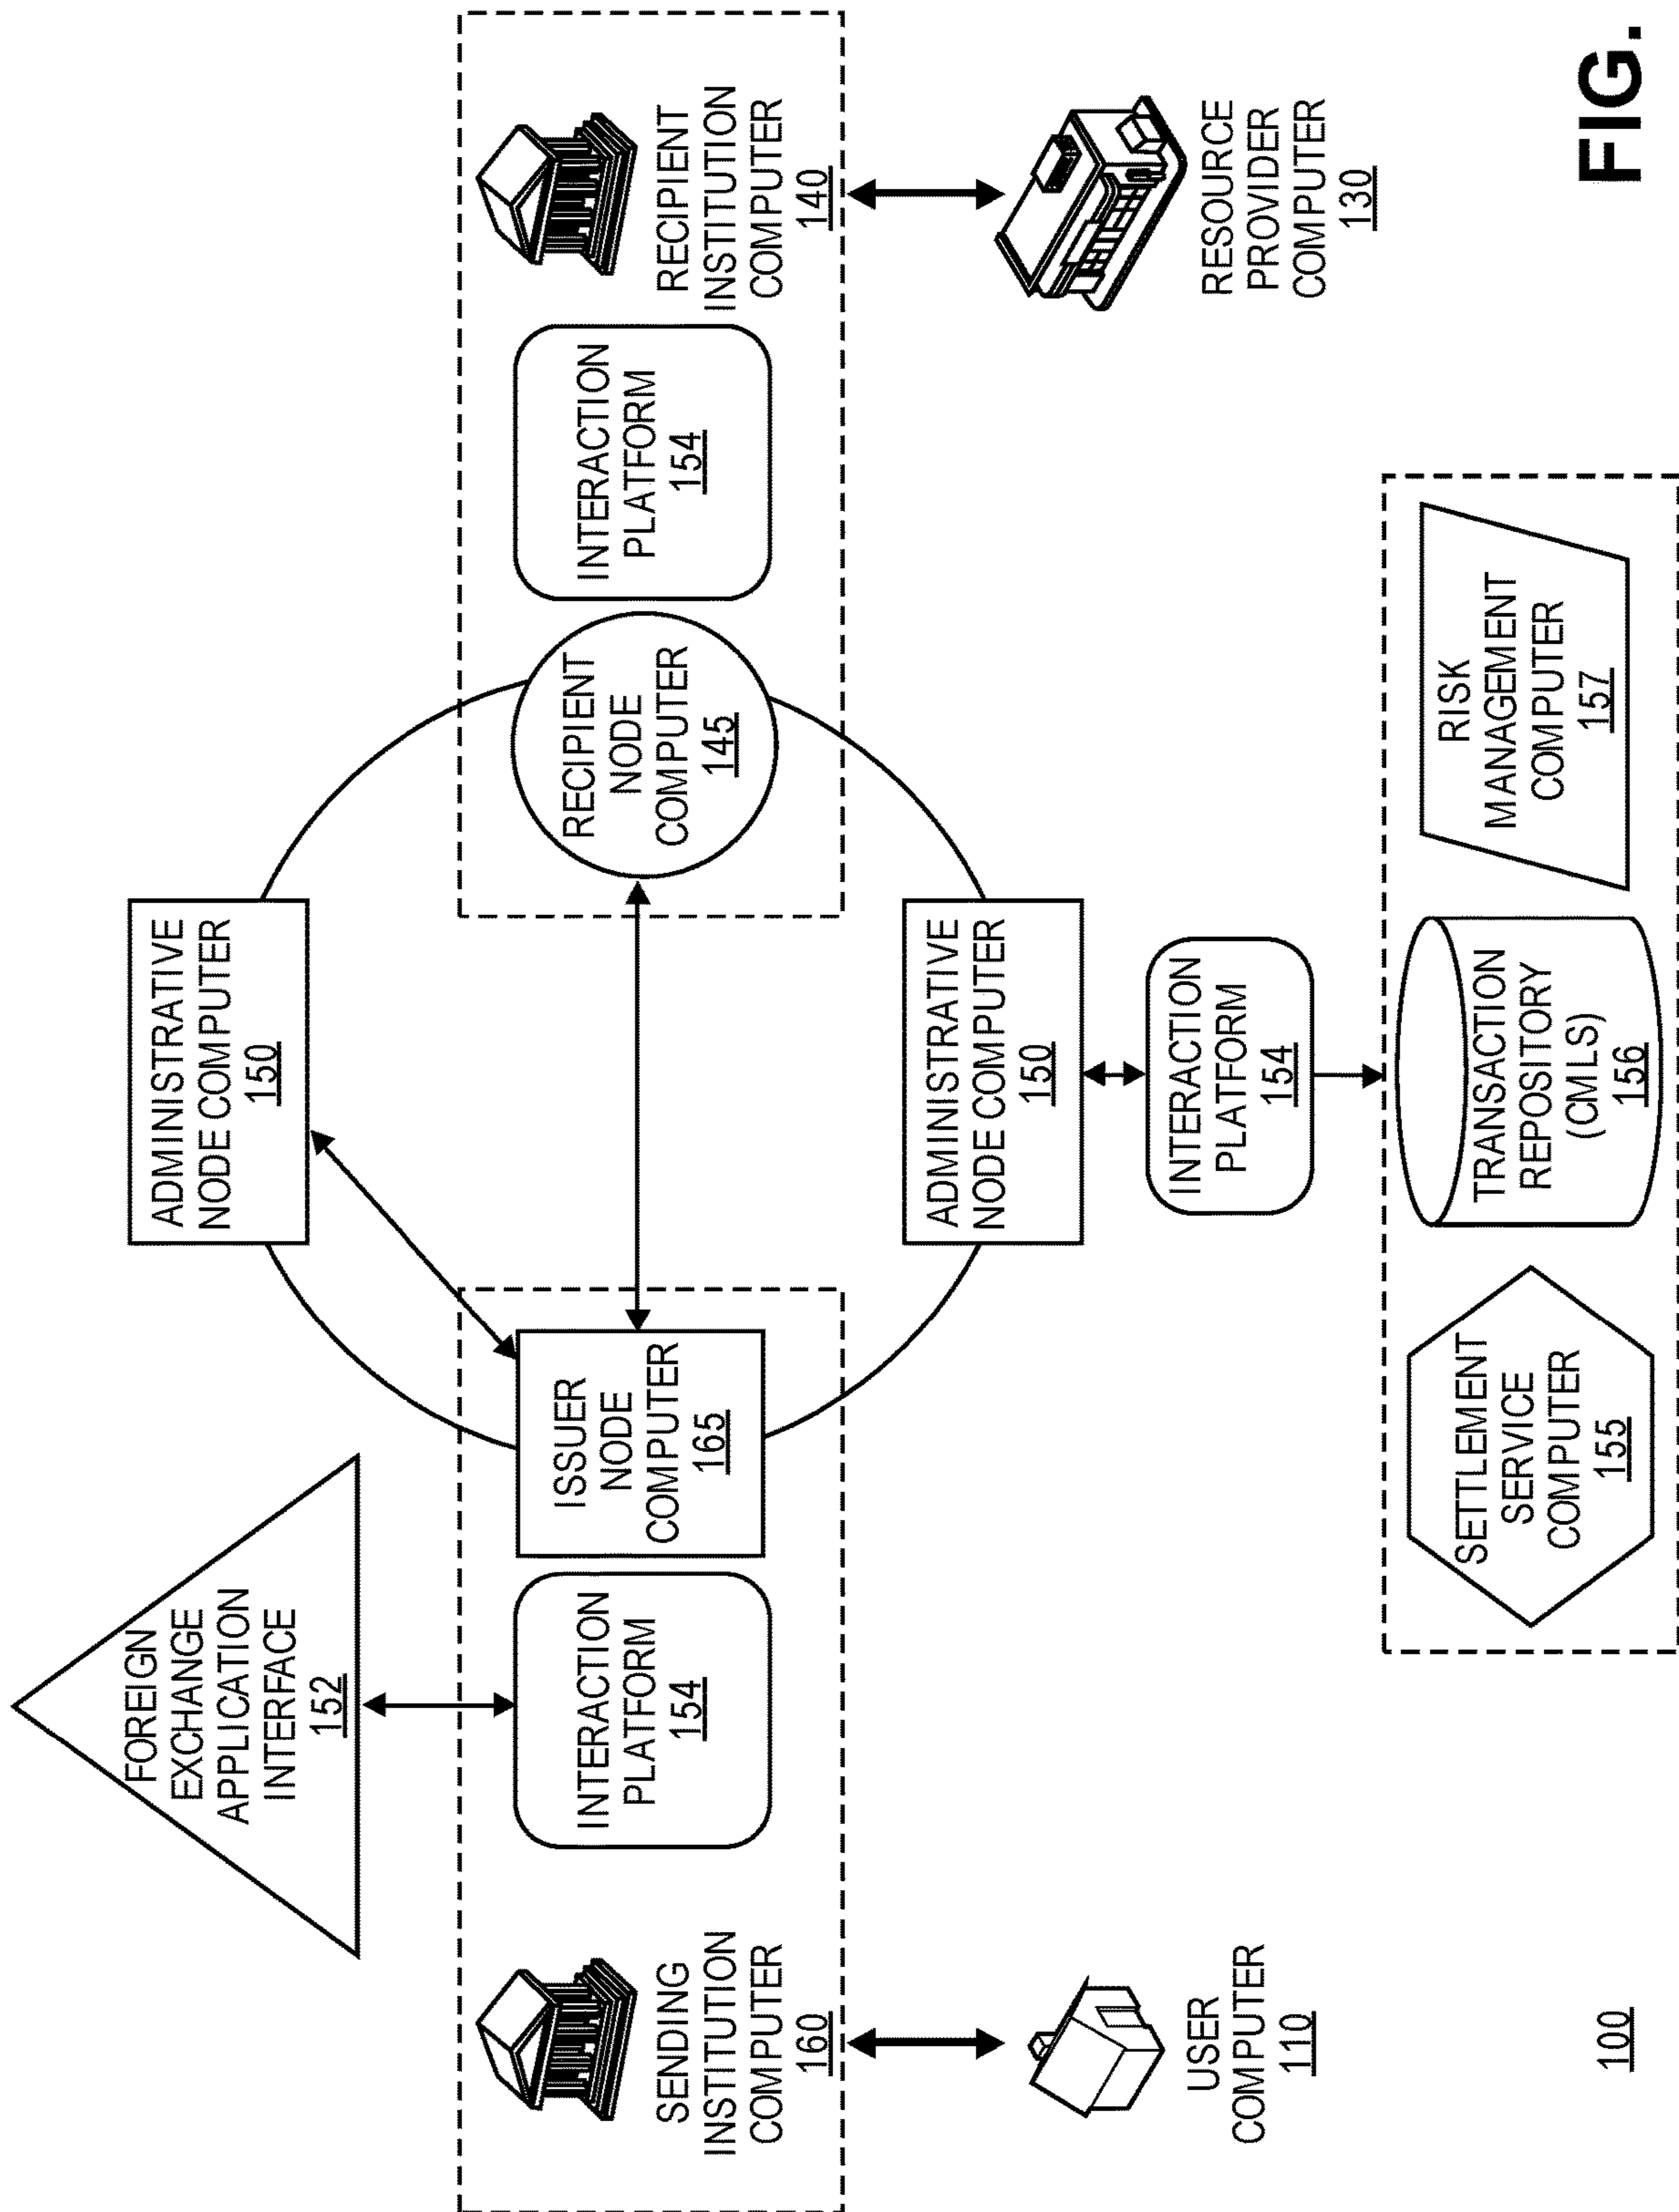 FOREIGN
EXCHANGE
APPLICATION
INTERFACE
152
ADMINISTRATIVE
NODE COMPUTER
150
SENDING
INSTITUTION
COMPUTER
160
INTERACTION
PLATFORM
154
ISSUER
NODE
COMPUTER
165
RECIPIENT
NODE
COMPUTER
145
INTERACTION
PLATFORM
154
RECIPIENT
INSTITUTION
COMPUTER
140
USER
COMPUTER
110
ADMINISTRATIVE
NODE COMPUTER
150
RESOURCE
PROVIDER
COMPUTER
130
INTERACTION
PLATFORM
154
SETTLEMENT
SERVICE
COMPUTER
155
TRANSACTION
REPOSITORY
(CMLS)
156
RISK
MANAGEMENT
COMPUTER
157
100
FIG.